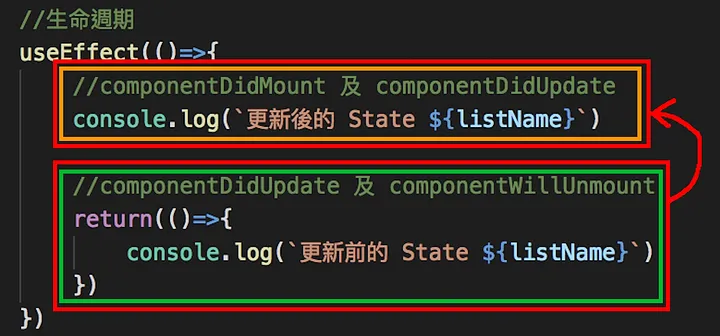 //生命週期
useEffect(()=>{
//componentDidMount 及 componentDidUpdate
console.log(`更新後的 State ${listName}`)
//componentDidUpdate 及 componentWillUnmount
return(()=>{
console.log(`更新前的 State ${listName}`)
})
})